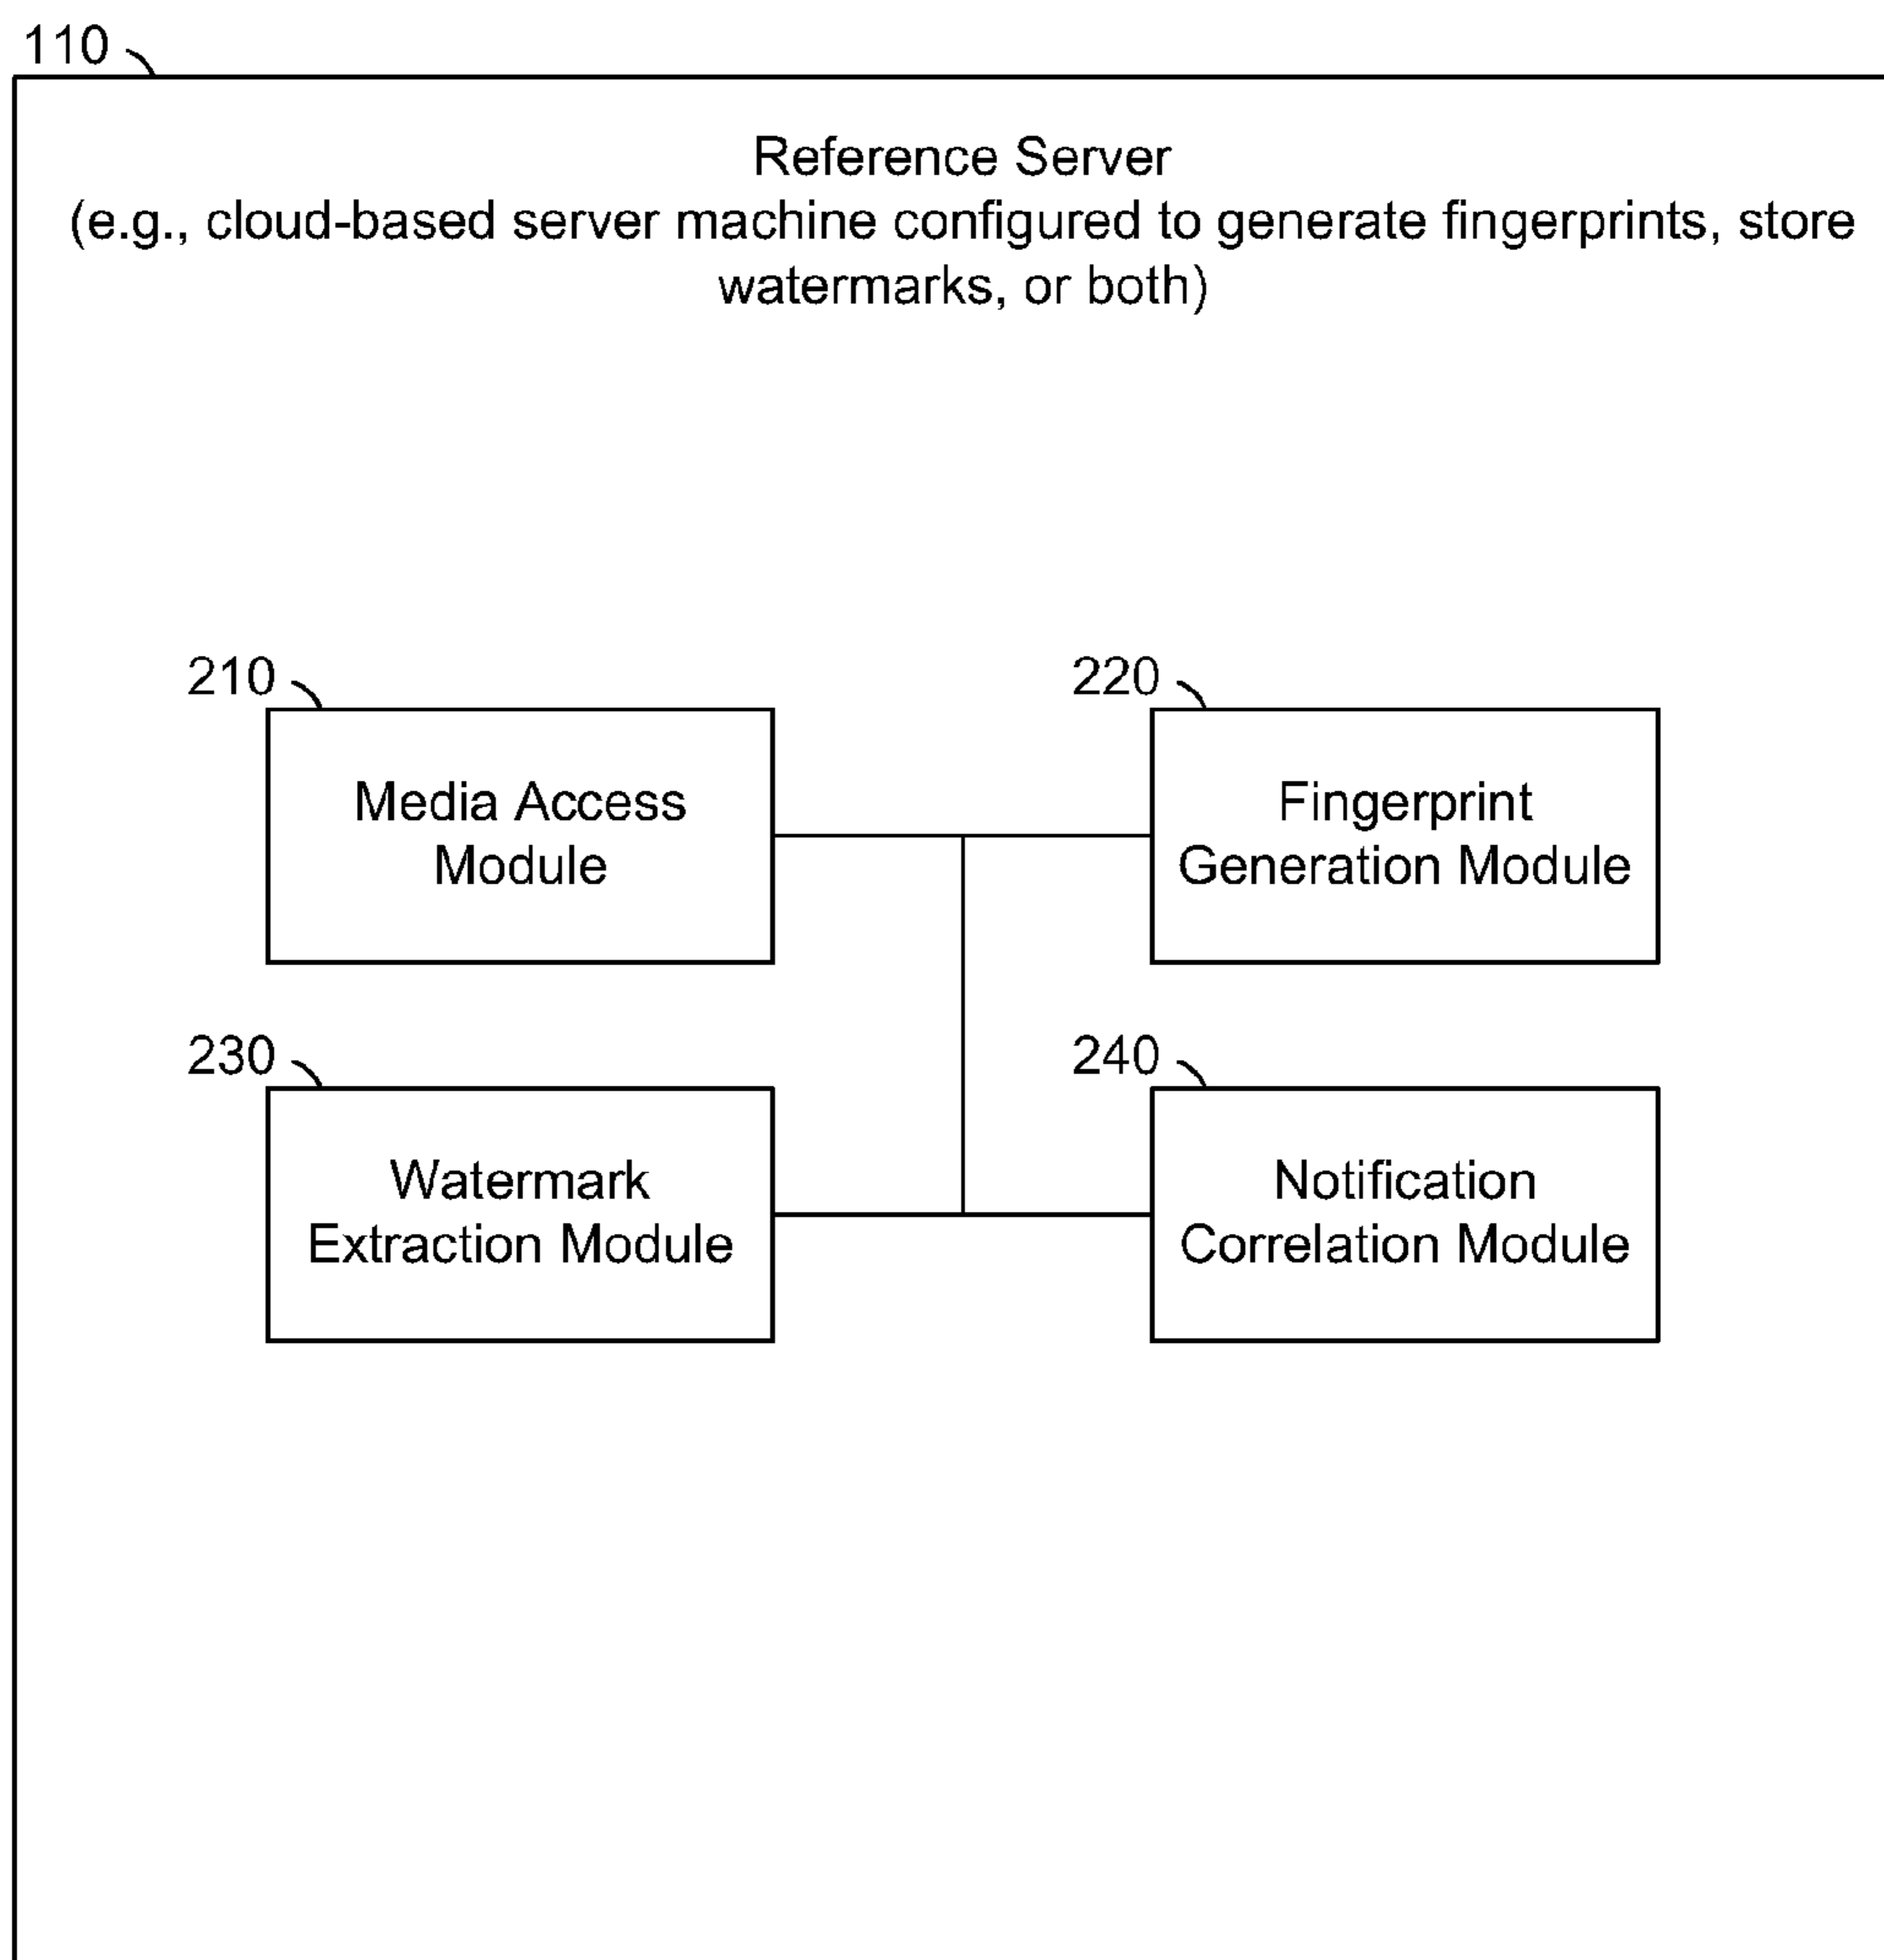 110
Reference Server
(e.g., cloud-based server machine configured to generate fingerprints, store
watermarks, or both)
210
220
Media Access
Module
Fingerprint
Generation Module
230
240
Watermark
Extraction Module
Notification
Correlation Module